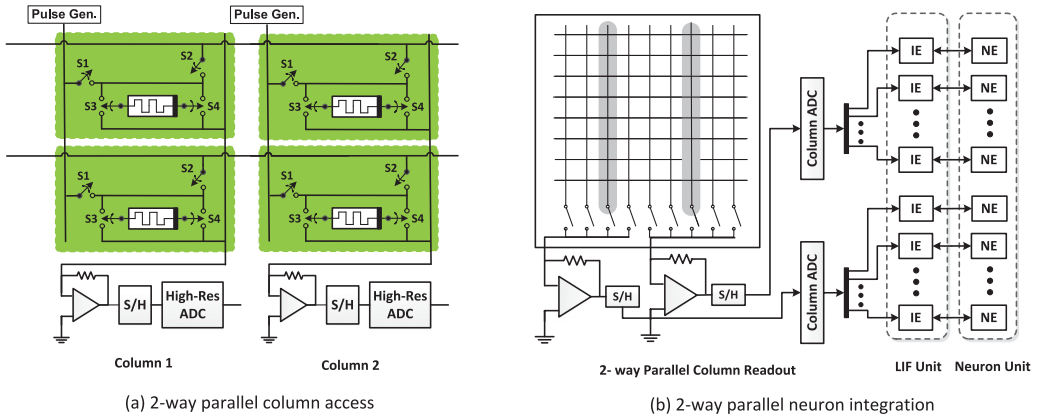 Pulse Gen.
Pulse Gen.
S1
S2
S3
S4
S1
S2
S3
S4
S1
S2
S3
S4
S1
S2
S3
S4
S/H
High-Res
ADC
S/H
High-Res
ADC
Column 1
Column 2
(a) 2-way parallel column access
S/H
S/H
Column ADC
Column ADC
IE
NE
IE
NE
IE
NE
IE
NE
IE
NE
IE
NE
2- way Parallel Column Readout
LIF Unit
Neuron Unit
(b) 2-way parallel neuron integration